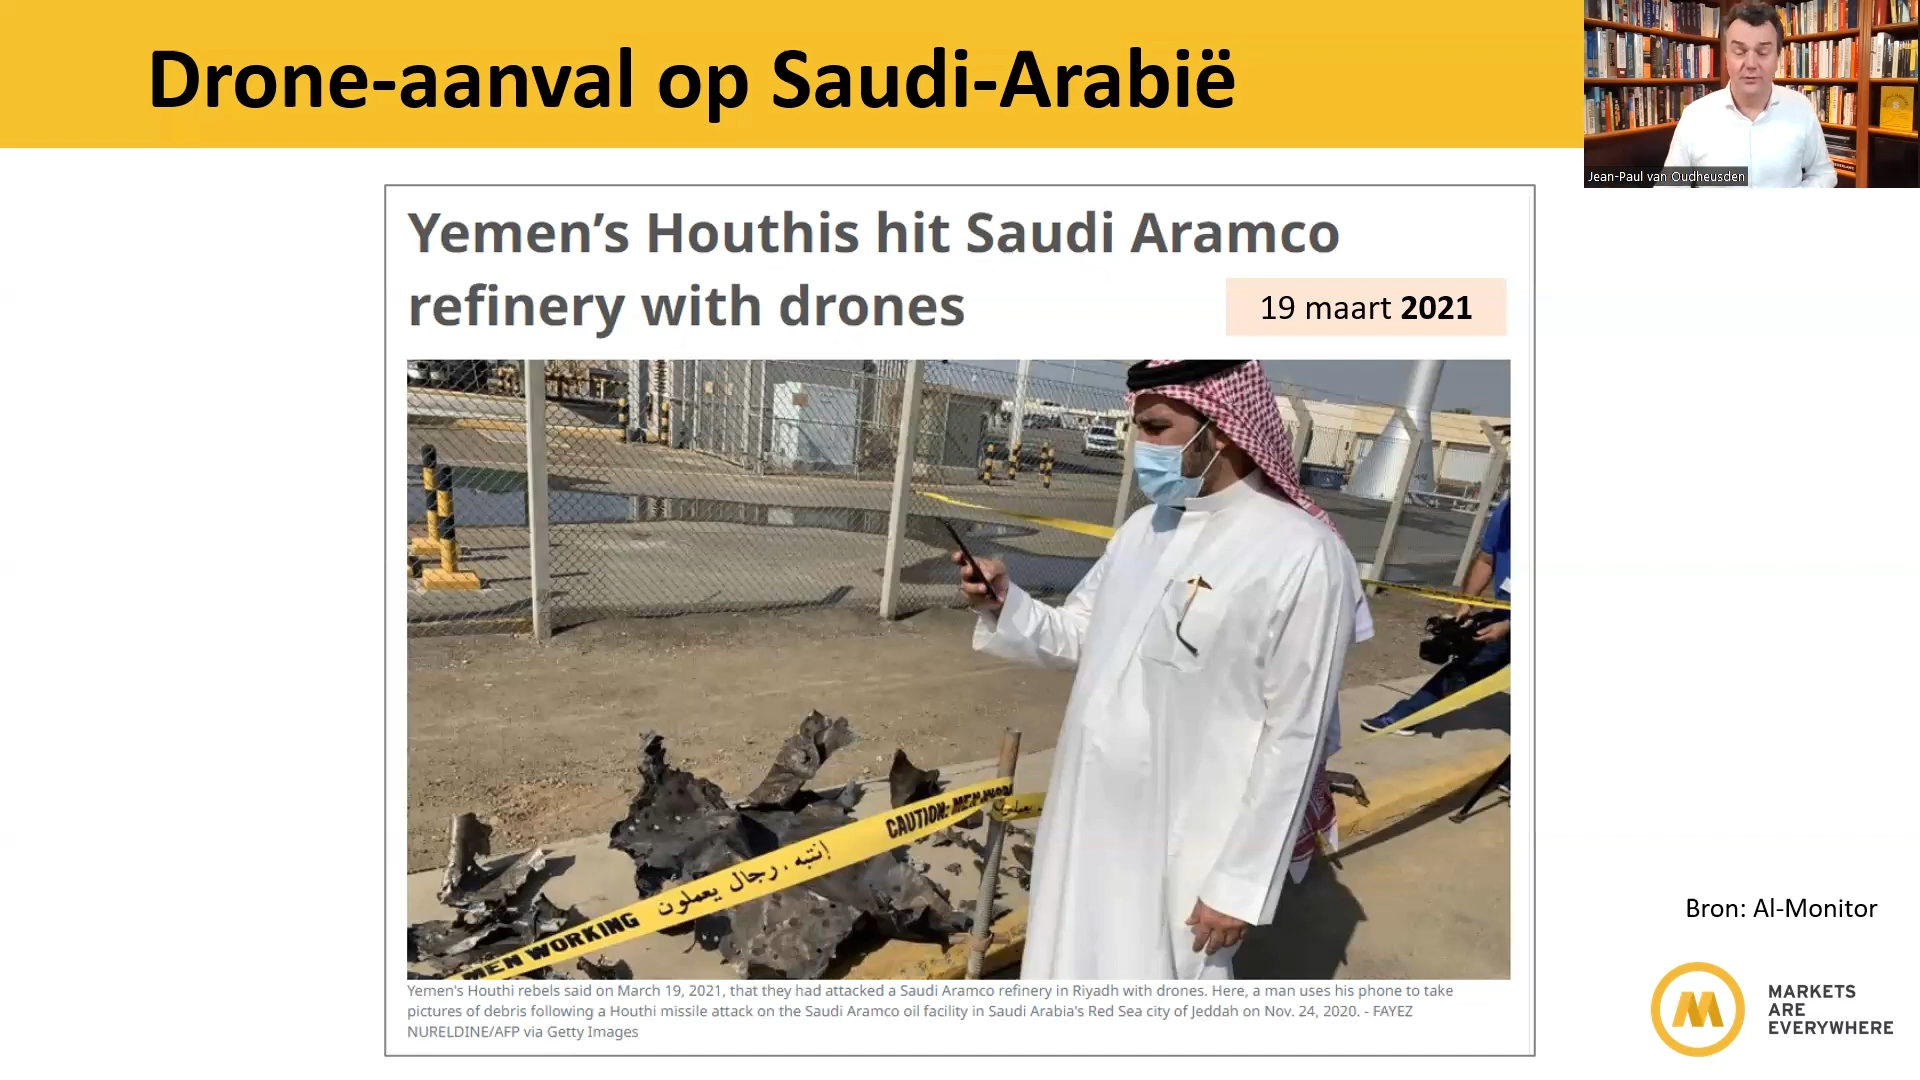 Drone-aanval op Saudi-Arabië
Jean-Paul van Oudheusden
Yemen’s Houthis hit Saudi Aramco
refinery with drones
19 maart 2021
CAUTION: MEN WORKING
إنتبه ، رجال يعملون
MEN WORKING
Yemen's Houthi rebels said on March 19, 2021, that they had attacked a Saudi Aramco refinery in Riyadh with drones. Here, a man uses his phone to take
pictures of debris following a Houthi missile attack on the Saudi Aramco oil facility in Saudi Arabia's Red Sea city of Jeddah on Nov. 24, 2020. - FAYEZ
NURELDINE/AFP via Getty Images
Bron: Al-Monitor
MARKETS
ARE
EVERYWHERE